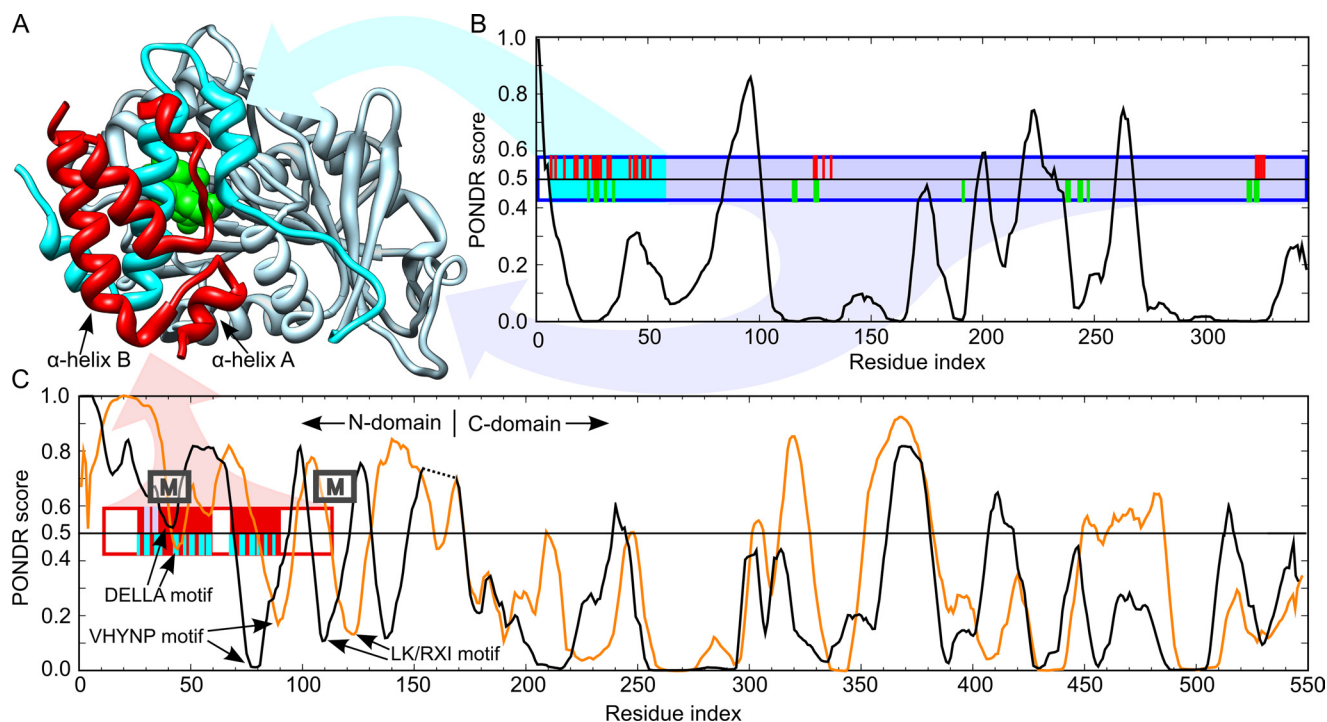 A
α-helix B
α-helix A
B
PONDR score
1.0
0.8
0.6
0.5
0.4
0.2
0.0
0 50 100 150 200 250 300
Residue index
C
PONDR score
1.0
0.8
0.6
0.5
0.4
0.2
0.0
N-domain | C-domain
M
M
DELLA motif
VHYNP motif
LK/RXI motif
0 50 100 150 200 250 300 350 400 450 500 550
Residue index